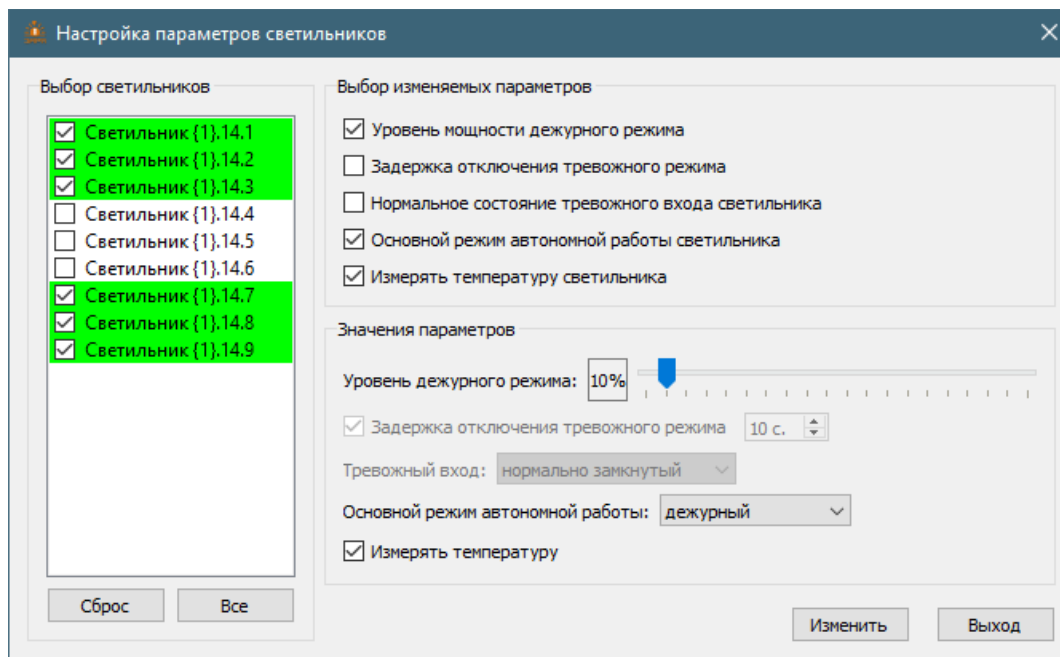 Настройка параметров светильников
Выбор светильников
Светильник {1}.14.1
Светильник {1}.14.2
Светильник {1}.14.3
Светильник {1}.14.4
Светильник {1}.14.5
Светильник {1}.14.6
Светильник {1}.14.7
Светильник {1}.14.8
Светильник {1}.14.9
Сброс
Все
Выбор изменяемых параметров
Уровень мощности дежурного режима
Задержка отключения тревожного режима
Нормальное состояние тревожного входа светильника
Основной режим автономной работы светильника
Измерять температуру светильника
Значения параметров
Уровень дежурного режима: 10%
Задержка отключения тревожного режима 10 с.
Тревожный вход: нормально замкнутый
Основной режим автономной работы: дежурный
Измерять температуру
Изменить
Выход